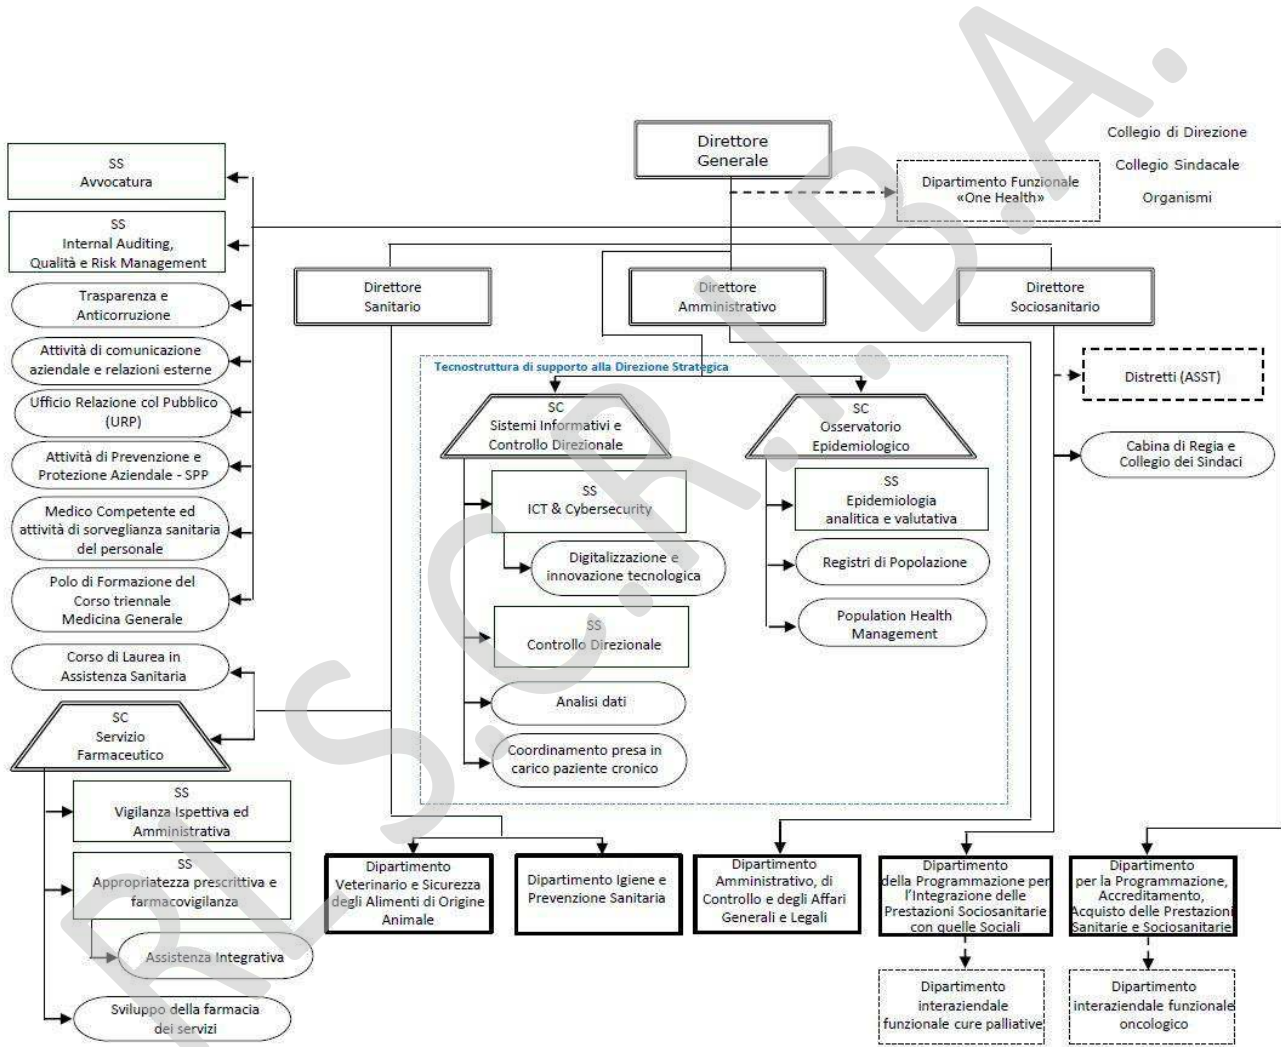 Direttore
Generale
Collegio di Direzione
Collegio Sindacale
Organismi
Dipartimento Funzionale
«One Health»
SS
Avvocatura
SS
Internal Auditing,
Qualità e Risk Management
Trasparenza e
Anticorruzione
Attività di comunicazione
aziendale e relazioni esterne
Ufficio Relazione col Pubblico
(URP)
Attività di Prevenzione e
Protezione Aziendale - SPP
Medico Competente ed
attività di sorveglianza sanitaria
del personale
Polo di Formazione del
Corso triennale
Medicina Generale
Corso di Laurea in
Assistenza Sanitaria
SC
Servizio
Farmaceutico
SS
Vigilanza Ispettiva ed
Amministrativa
SS
Appropriatezza prescrittiva e
farmacovigilanza
Assistenza Integrativa
Sviluppo della farmacia
dei servizi
Direttore
Sanitario
Direttore
Amministrativo
Direttore
Sociosanitario
Tecnostruttura di supporto alla Direzione Strategica
SC
Sistemi Informativi e
Controllo Direzionale
SS
ICT & Cybersecurity
Digitalizzazione e
innovazione tecnologica
SS
Controllo Direzionale
Analisi dati
Coordinamento presa in
carico paziente cronico
SC
Osservatorio
Epidemiologico
SS
Epidemiologia
analitica e valutativa
Registri di Popolazione
Population Health
Management
Distretti (ASST)
Cabina di Regia e
Collegio dei Sindaci
Dipartimento
Veterinario e Sicurezza
degli Alimenti di Origine
Animale
Dipartimento Igiene e
Prevenzione Sanitaria
Dipartimento
Amministrativo, di
Controllo e degli Affari
Generali e Legali
Dipartimento
della Programmazione per
l'Integrazione delle
Prestazioni Sociosanitarie
con quelle Sociali
Dipartimento
per la Programmazione,
Accreditamento,
Acquisto delle Prestazioni
Sanitarie e Sociosanitarie
Dipartimento
interaziendale
funzionale cure palliative
Dipartimento
interaziendale funzionale
oncologico
RL.S.C.R.I.B.A.